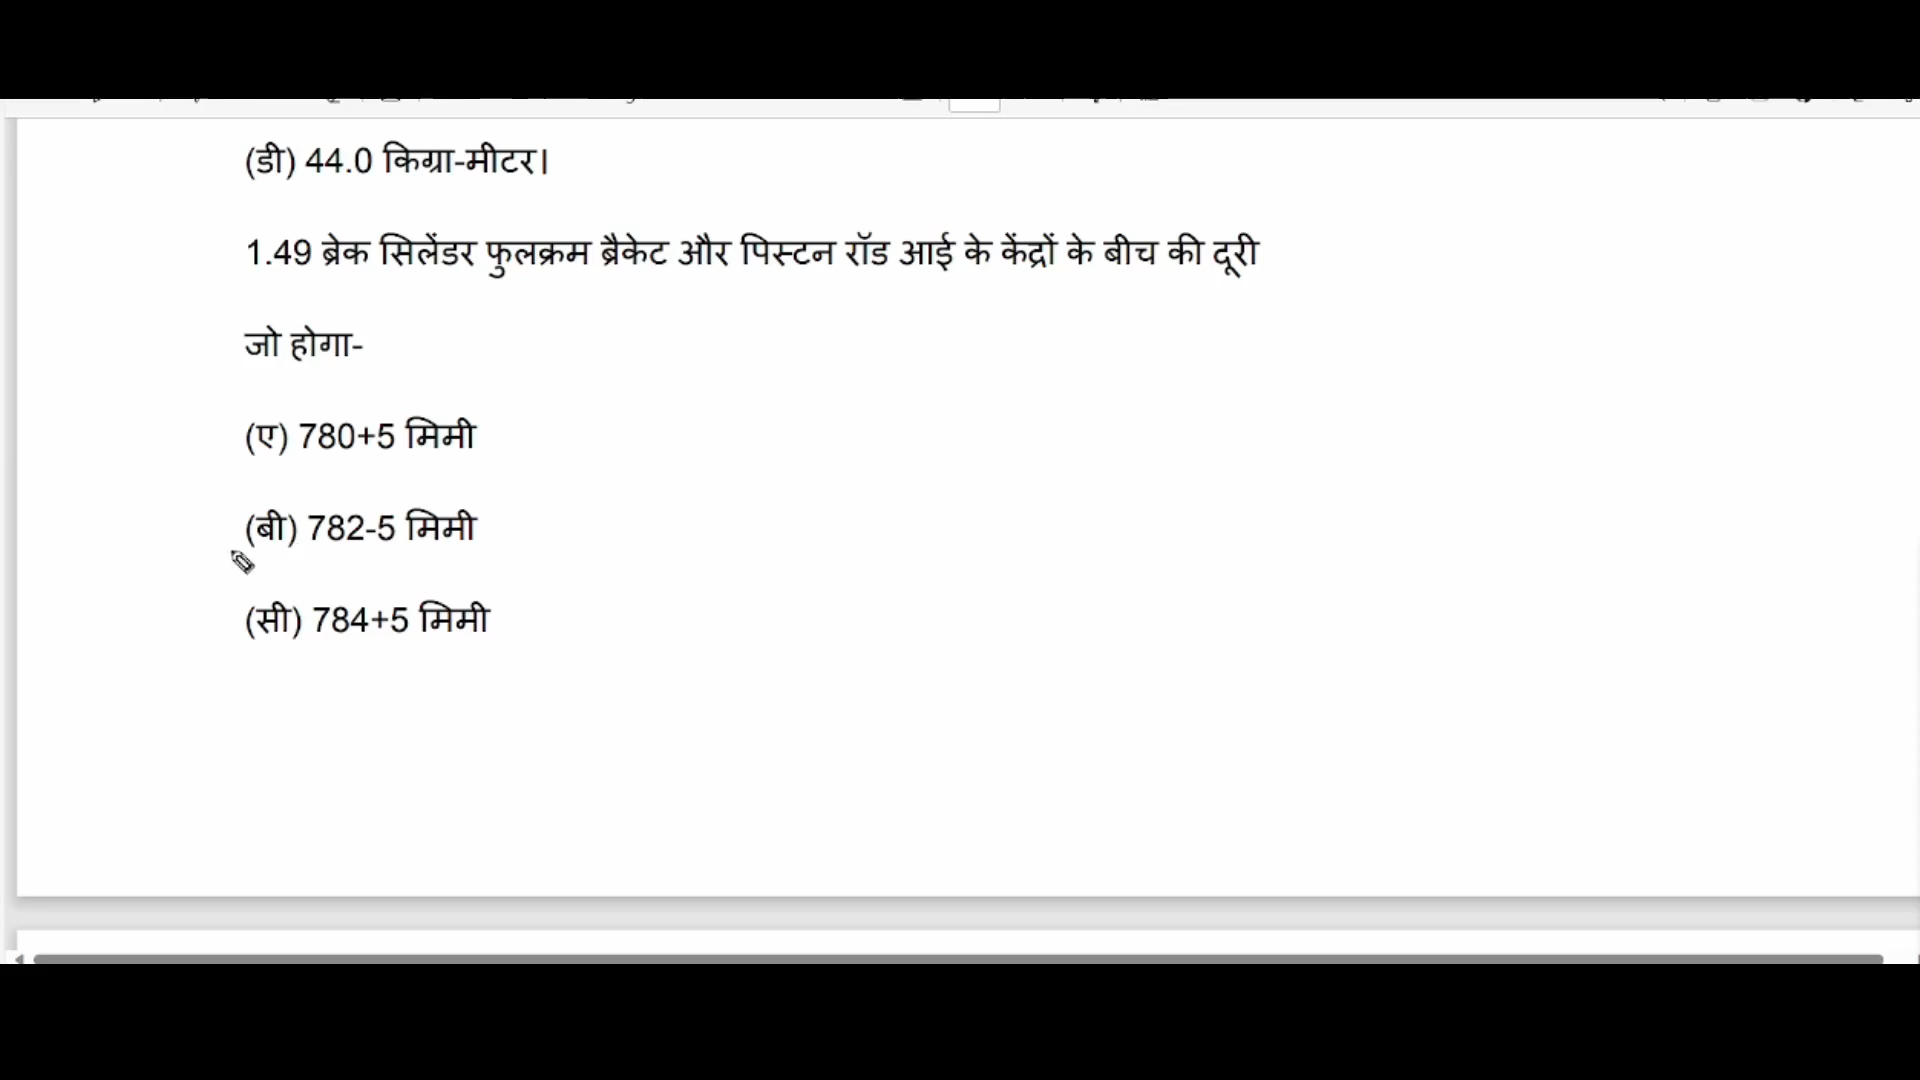 (डी) 44.0 किग्रा-मीटर।
1.49 ब्रेक सिलेंडर फुलक्रम ब्रैकेट और पिस्टन रॉड आई के केंद्रों के बीच की दूरी
जो होगा-
(ए) 780+5 मिमी
(बी) 782-5 मिमी
(सी) 784+5 मिमी